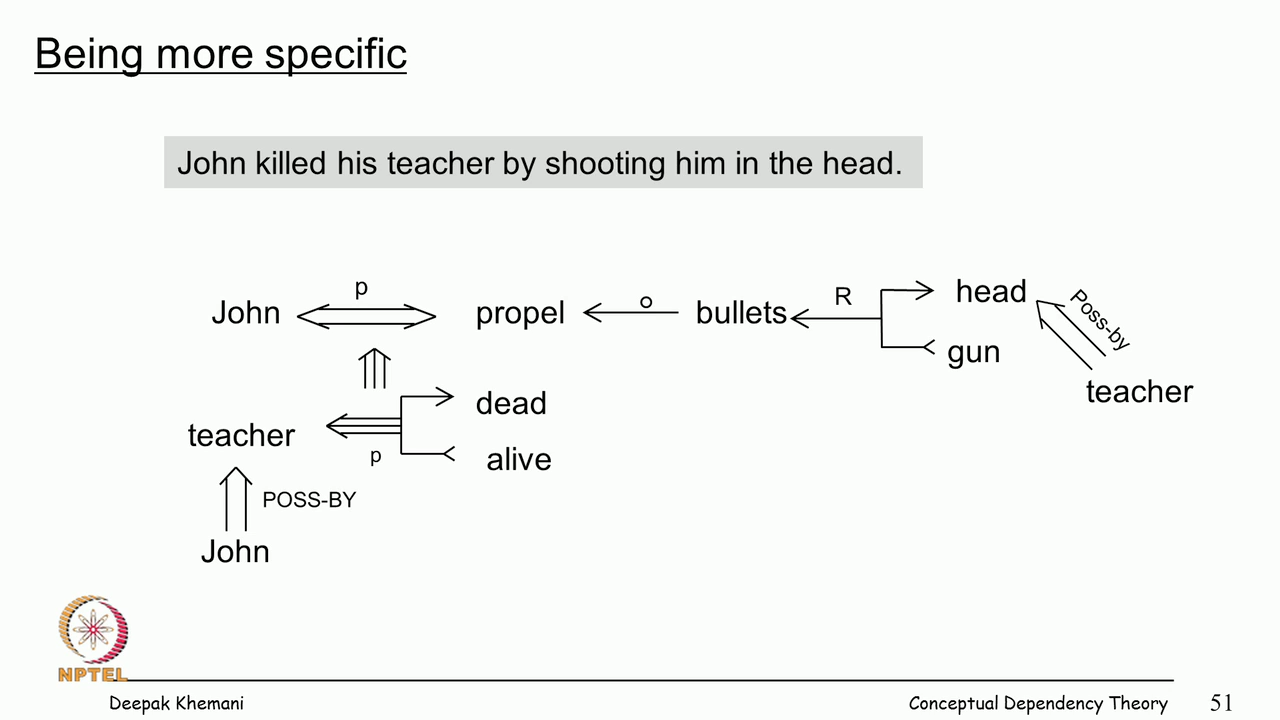 Being more specific
John killed his teacher by shooting him in the head.
John p propel o bullets R head
gun
Poss-by
teacher
teacher p dead
alive
POSS-BY
John
NPTEL
Deepak Khemani Conceptual Dependency Theory 51